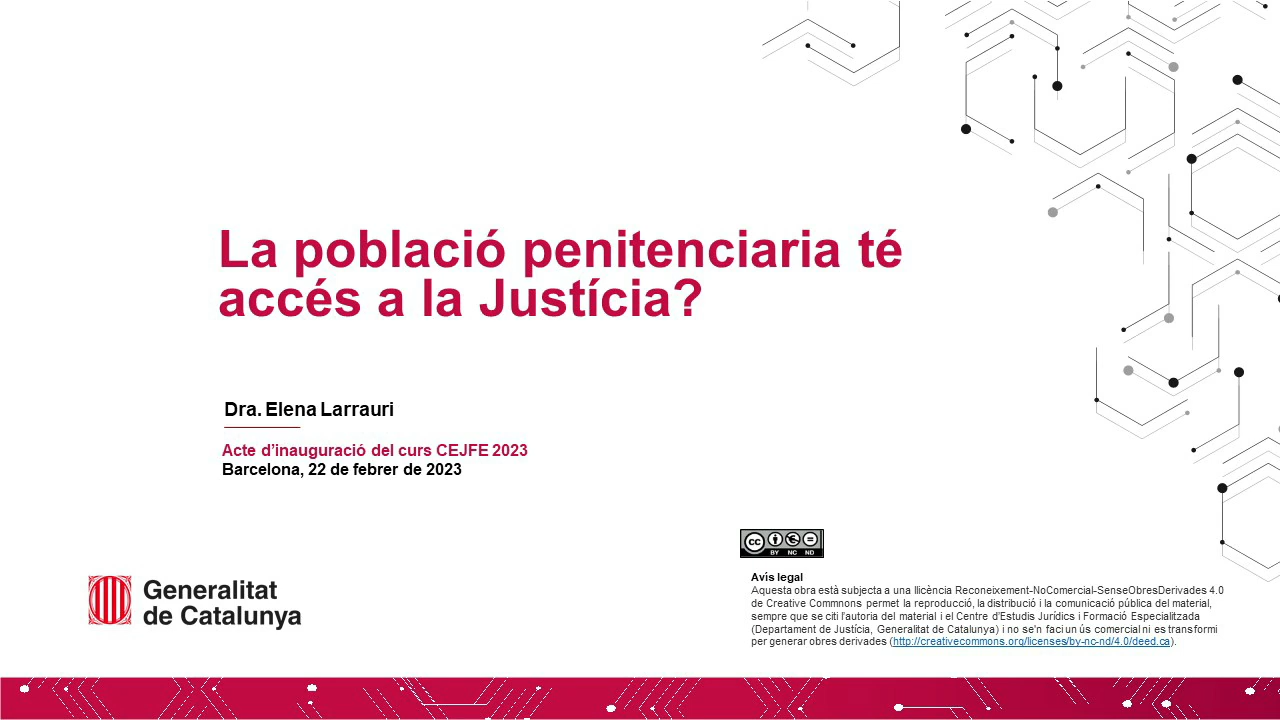 La població penitenciaria té
accés a la Justícia?
Dra. Elena Larrauri
Acte d'inauguració del curs CEJFE 2023
Barcelona, 22 de febrer de 2023
cc BY NC ND
Generalitat
de Catalunya
Avís legal
Aquesta obra està subjecta a una llicència Reconeixement-NoComercial-SenseObresDerivades 4.0
de Creative Commnons permet la reproducció, la distribució i la comunicació pública del material,
sempre que se citi l'autoria del material i el Centre d'Estudis Jurídics i Formació Especialitzada
(Departament de Justícia, Generalitat de Catalunya) i no se'n faci un ús comercial ni es transformi
per generar obres derivades (http://creativecommons.org/licenses/by-nc-nd/4.0/deed.ca).